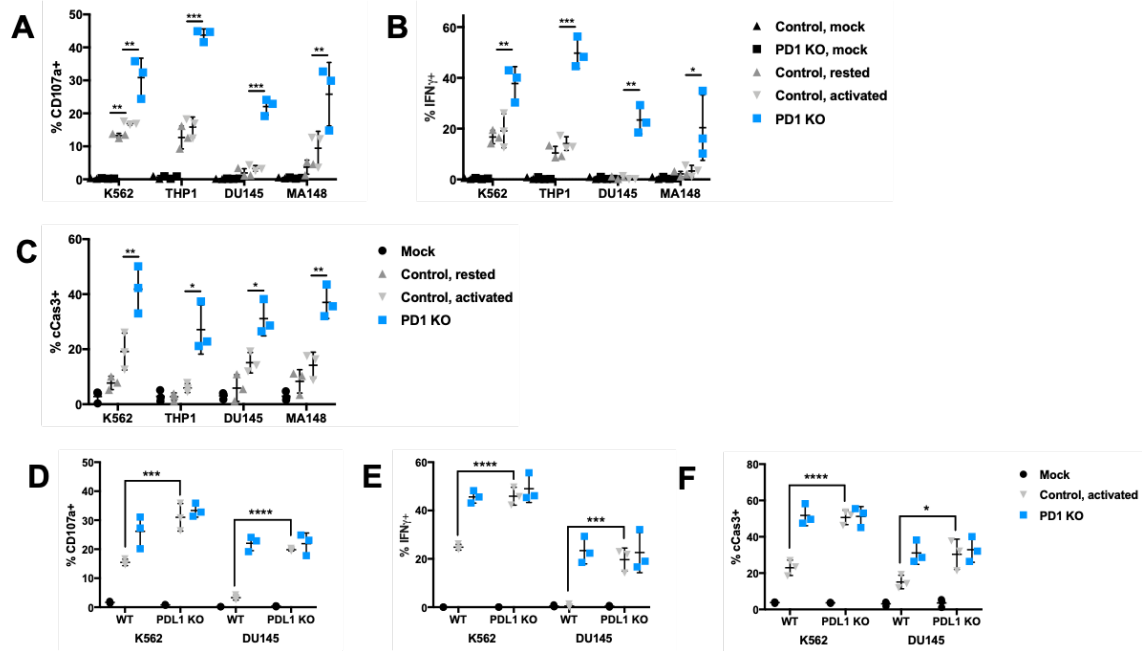 A
% CD107a+
50
40
30
20
10
0
**
**
***
***
**
K562 THP1 DU145 MA148
B
% IFNγ+
60
40
20
0
**
***
**
*
K562 THP1 DU145 MA148
Control, mock
PD1 KO, mock
Control, rested
Control, activated
PD1 KO
C
% cCas3+
60
40
20
0
**
*
*
**
K562 THP1 DU145 MA148
Mock
Control, rested
Control, activated
PD1 KO
D
% CD107a+
50
40
30
20
10
0
***
****
WT PDL1 KO WT PDL1 KO
K562 DU145
E
% IFNγ+
60
40
20
0
****
***
WT PDL1 KO WT PDL1 KO
K562 DU145
F
% cCas3+
80
60
40
20
0
****
*
WT PDL1 KO WT PDL1 KO
K562 DU145
Mock
Control, activated
PD1 KO